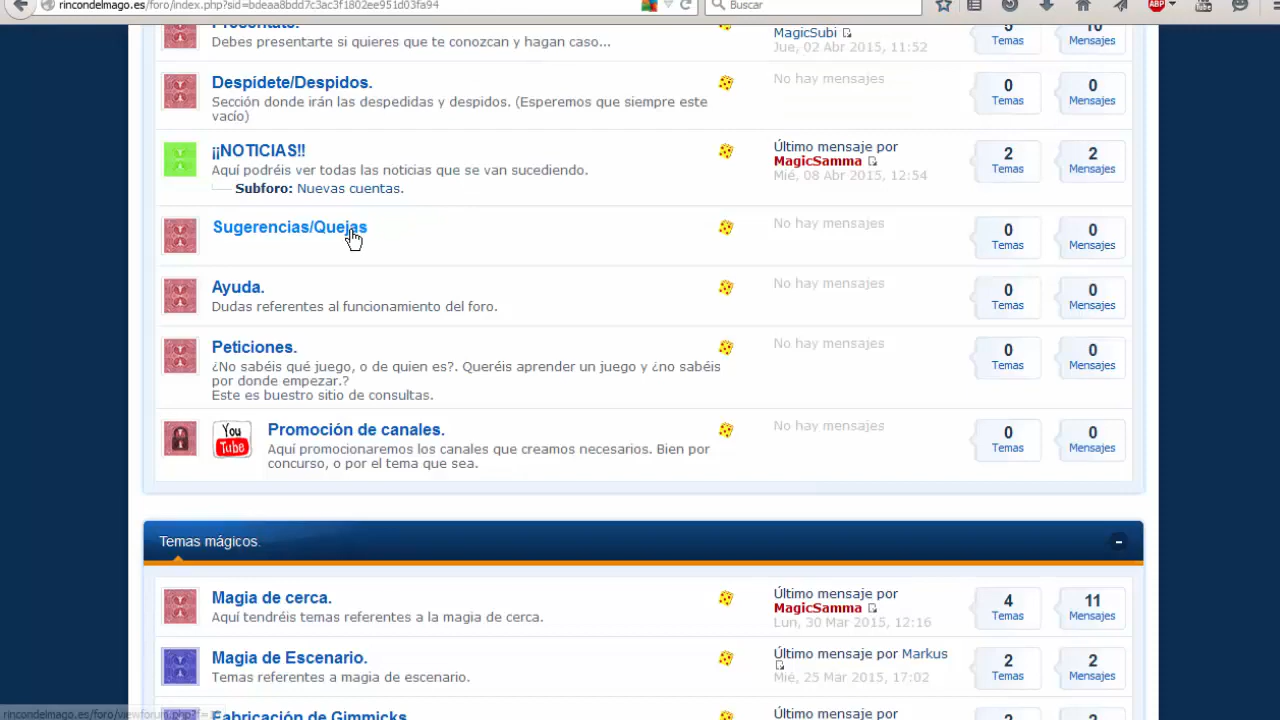 rincondelmago.es/foro/index.php?sid=bdeaa8bdd7c3ac3f1802ee951d03fa94
Buscar
ABP
Preséntate.
Debes presentarte si quieres que te conozcan y hagan caso...
MagicSubi
Jue, 02 Abr 2015, 11:52
Temas
Mensajes
Despidete/Despidos.
Sección donde irán las despedidas y despidos. (Esperemos que siempre este
vacío)
No hay mensajes
0
Temas
0
Mensajes
¡¡NOTICIAS!!
Aquí podréis ver todas las noticias que se van sucediendo.
Subforo: Nuevas cuentas.
Último mensaje por
MagicSamma
Mié, 08 Abr 2015, 12:54
2
Temas
2
Mensajes
Sugerencias/Quejas
No hay mensajes
0
Temas
0
Mensajes
Ayuda.
Dudas referentes al funcionamiento del foro.
No hay mensajes
0
Temas
0
Mensajes
Peticiones.
¿No sabéis qué juego, o de quien es?. Queréis aprender un juego y ¿no sabéis
por donde empezar.?
Este es buestro sitio de consultas.
No hay mensajes
0
Temas
0
Mensajes
You
Tube
Promoción de canales.
Aquí promocionaremos los canales que creamos necesarios. Bien por
concurso, o por el tema que sea.
No hay mensajes
0
Temas
0
Mensajes
Temas mágicos.
Magia de cerca.
Aquí tendréis temas referentes a la magia de cerca.
Último mensaje por
MagicSamma
Lun, 30 Mar 2015, 12:16
4
Temas
11
Mensajes
Magia de Escenario.
Temas referentes a magia de escenario.
Último mensaje por Markus
Mié, 25 Mar 2015, 17:02
2
Temas
2
Mensajes
Fabricación de Gimmicks
Último mensaje por
rincondelmago.es/foro/viewforum.php?f=